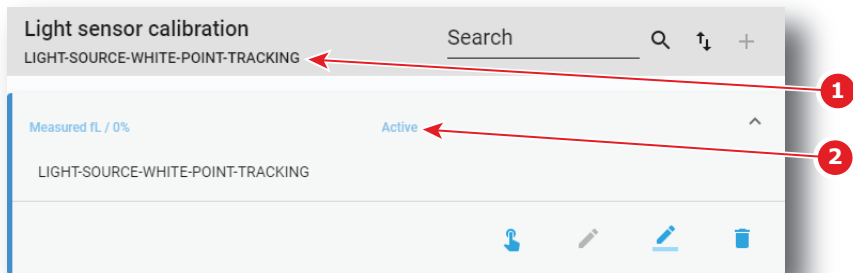 Light sensor calibration
LIGHT-SOURCE-WHITE-POINT-TRACKING
Search
1
Measured fL / 0%
Active
2
LIGHT-SOURCE-WHITE-POINT-TRACKING